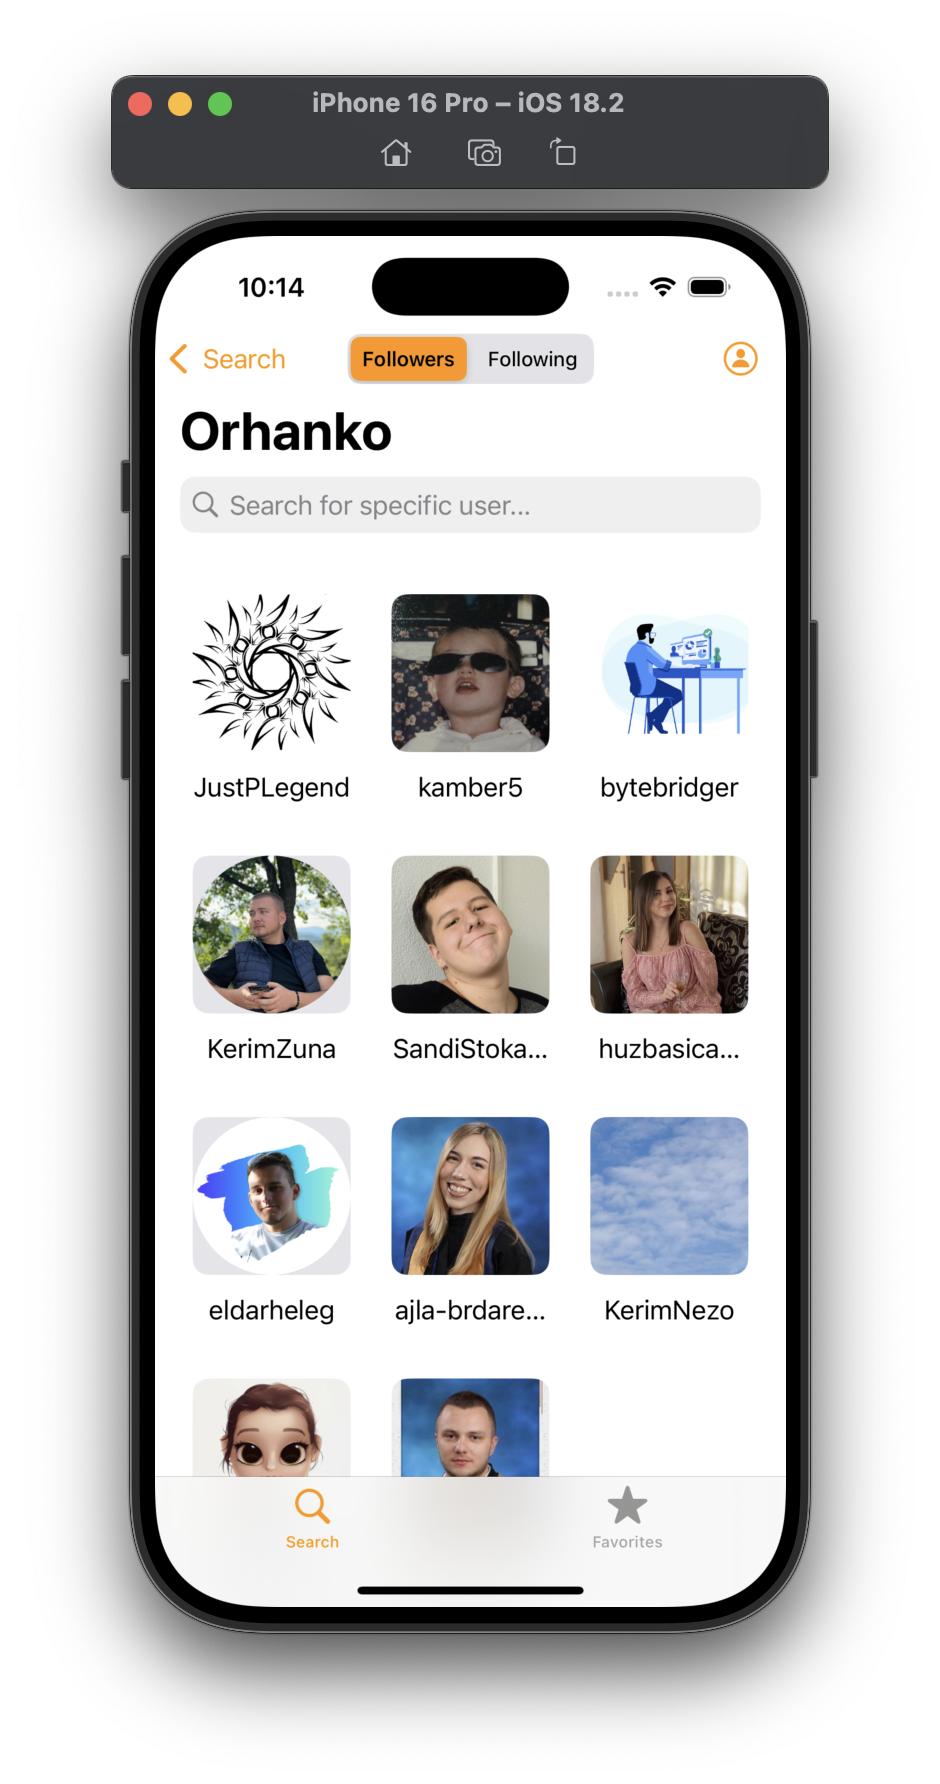 iPhone 16 Pro – iOS 18.2
10:14
Search
Followers
Following
Orhanko
Search for specific user...
JustPLegend
kamber5
bytebridger
KerimZuna
SandiStoka...
huzbasica...
eldarheleg
ajla-brdare...
KerimNezo
Search
Favorites